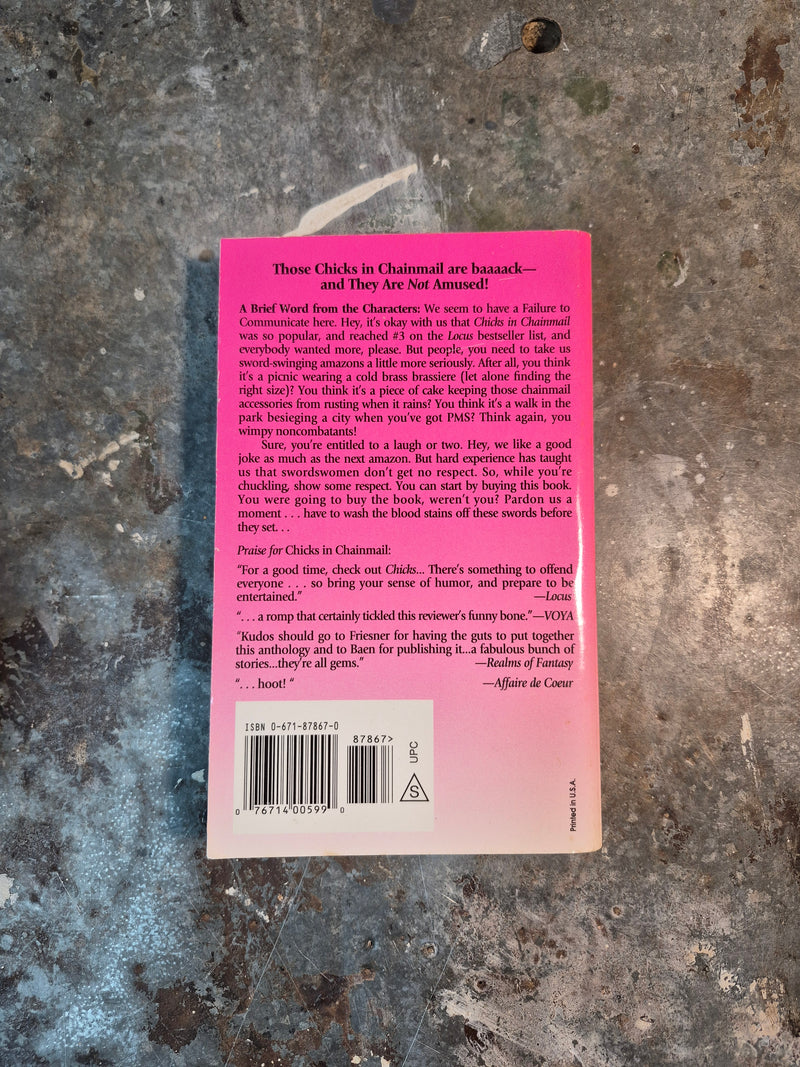 Those Chicks in Chainmail are baaaack—
and They Are Not Amused!
A Brief Word from the Characters: We seem to have a Failure to
Communicate here. Hey, it's okay with us that Chicks in Chainmail
was so popular, and reached #3 on the Locus bestseller list, and
everybody wanted more, please. But people, you need to take us
sword-swinging amazons a little more seriously. After all, you think
it's a picnic wearing a cold brass brassiere (let alone finding the
right size)? You think it's a piece of cake keeping those chainmail
accessories from rusting when it rains? You think it's a walk in the
park besieging a city when you've got PMS? Think again, you
wimpy noncombatants!
Sure, you're entitled to a laugh or two. Hey, we like a good
joke as much as the next amazon. But hard experience has taught
us that swordswomen don't get no respect. So, while you're
chuckling, show some respect. You can start by buying this book.
You were going to buy the book, weren't you? Pardon us a
moment . . . have to wash the blood stains off these swords before
they set. . .
Praise for Chicks in Chainmail:
"For a good time, check out Chicks... There's something to offend
everyone . . . so bring your sense of humor, and prepare to be
entertained." —Locus
". . . a romp that certainly tickled this reviewer's funny bone."—VOYA
"Kudos should go to Friesner for having the guts to put together
this anthology and to Baen for publishing it...a fabulous bunch of
stories...they're all gems." —Realms of Fantasy
". . . hoot! " —Affaire de Coeur
ISBN 0-671-87867-0
87867>
0 76714 00599 0
UPC
S
Printed in U.S.A.